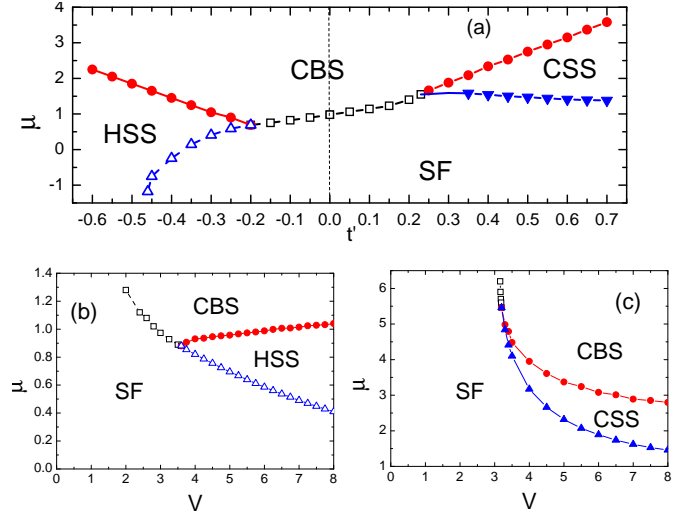 4
3
2
1
0
-1
μ
(a)
CBS
CSS
HSS
SF
-0.6 -0.5 -0.4 -0.3 -0.2 -0.1 0.0 0.1 0.2 0.3 0.4 0.5 0.6 0.7
t'
1.4
1.2
1.0
0.8
0.6
0.4
0.2
0.0
μ
(b)
CBS
HSS
SF
0 1 2 3 4 5 6 7 8
V
6
5
4
3
2
μ
(c)
CBS
SF
CSS
0 1 2 3 4 5 6 7 8
V